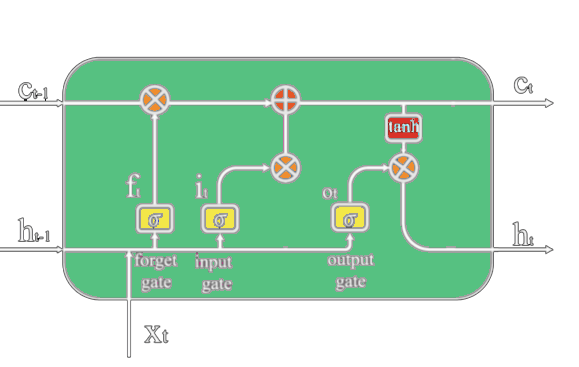 Ct-1
Ct
tanh
ft
it
ot
σ
σ
σ
ht-1
ht
forget
gate
input
gate
output
gate
Xt